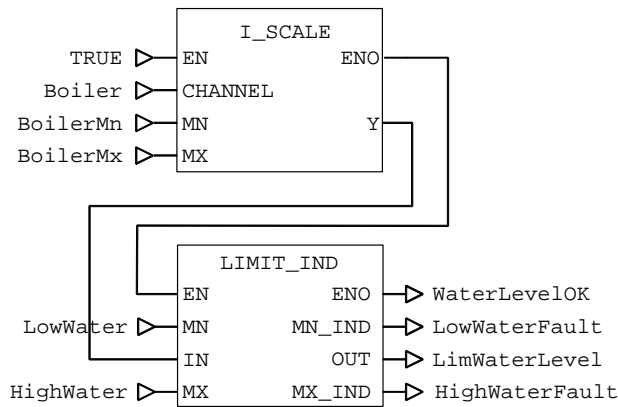 I_SCALE
TRUE EN ENO
Boiler CHANNEL
BoilerMn MN Y
BoilerMx MX
LIMIT_IND
EN ENO WaterLevelOK
LowWater MN MN_IND LowWaterFault
IN OUT LimWaterLevel
HighWater MX MX_IND HighWaterFault